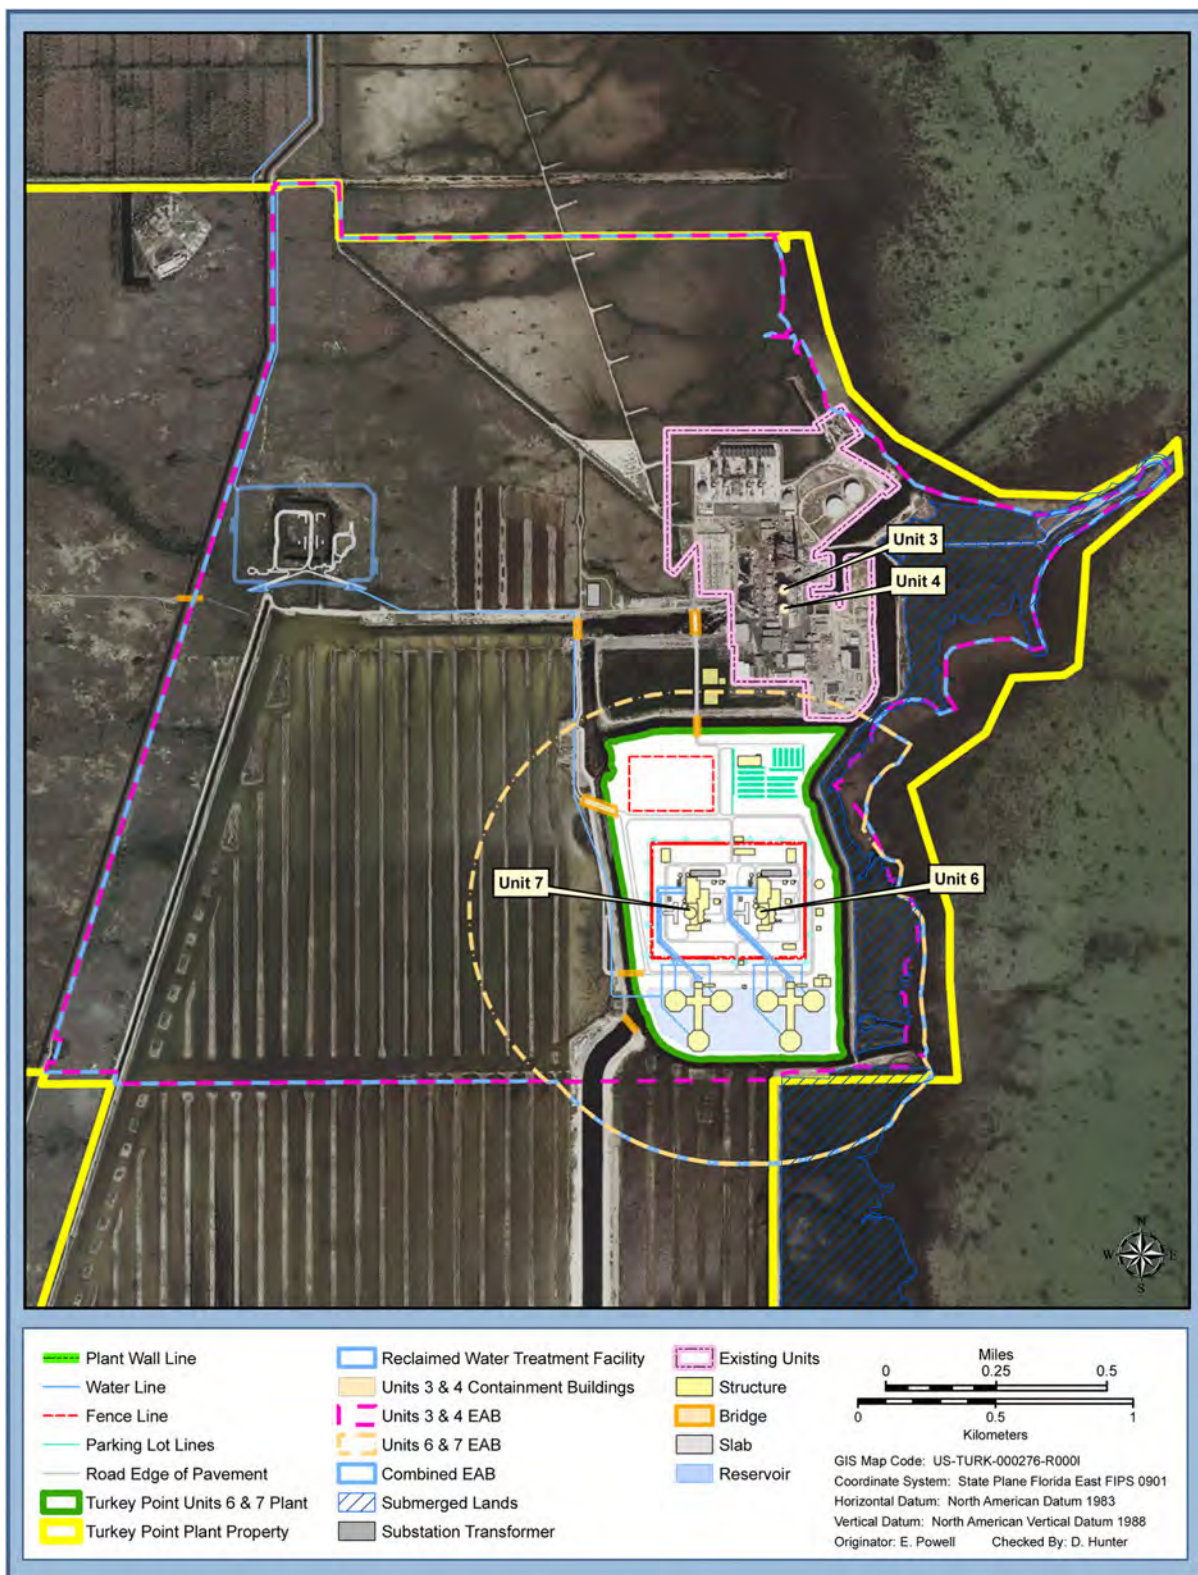 Unit 3
Unit 4
Unit 7
Unit 6
N
W E
S
Plant Wall Line
Water Line
Fence Line
Parking Lot Lines
Road Edge of Pavement
Turkey Point Units 6 & 7 Plant
Turkey Point Plant Property
Reclaimed Water Treatment Facility
Units 3 & 4 Containment Buildings
Units 3 & 4 EAB
Units 6 & 7 EAB
Combined EAB
Submerged Lands
Substation Transformer
Existing Units
Structure
Bridge
Slab
Reservoir
Miles
0 0.25 0.5
0 0.5 1
Kilometers
GIS Map Code: US-TURK-000276-R000I
Coordinate System: State Plane Florida East FIPS 0901
Horizontal Datum: North American Datum 1983
Vertical Datum: North American Vertical Datum 1988
Originator: E. Powell Checked By: D. Hunter